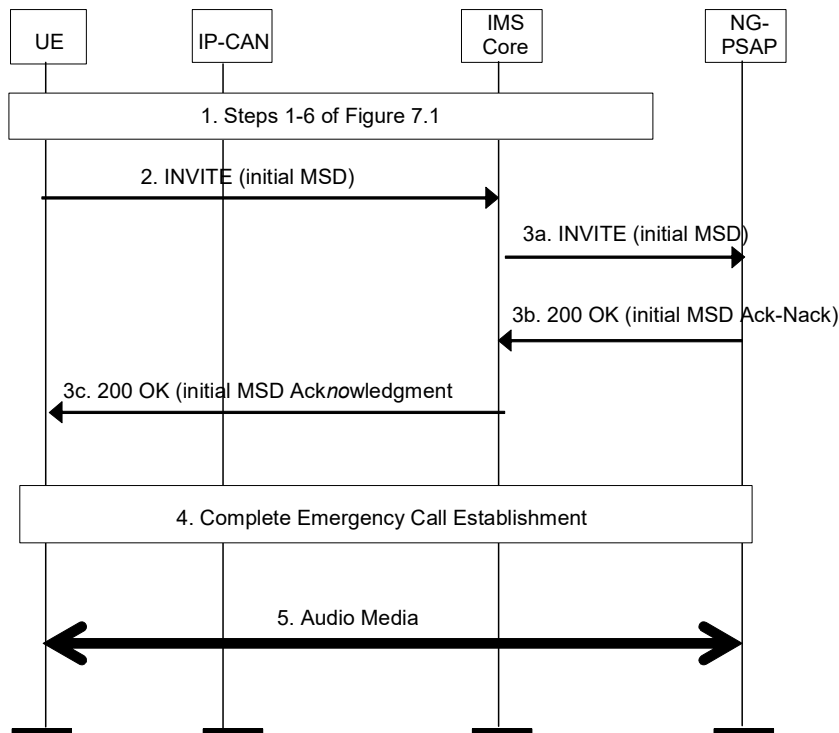 UE
IP-CAN
IMS
Core
NG-
PSAP
1. Steps 1-6 of Figure 7.1
2. INVITE (initial MSD)
3a. INVITE (initial MSD)
3b. 200 OK (initial MSD Ack-Nack)
3c. 200 OK (initial MSD Acknowledgment
4. Complete Emergency Call Establishment
5. Audio Media